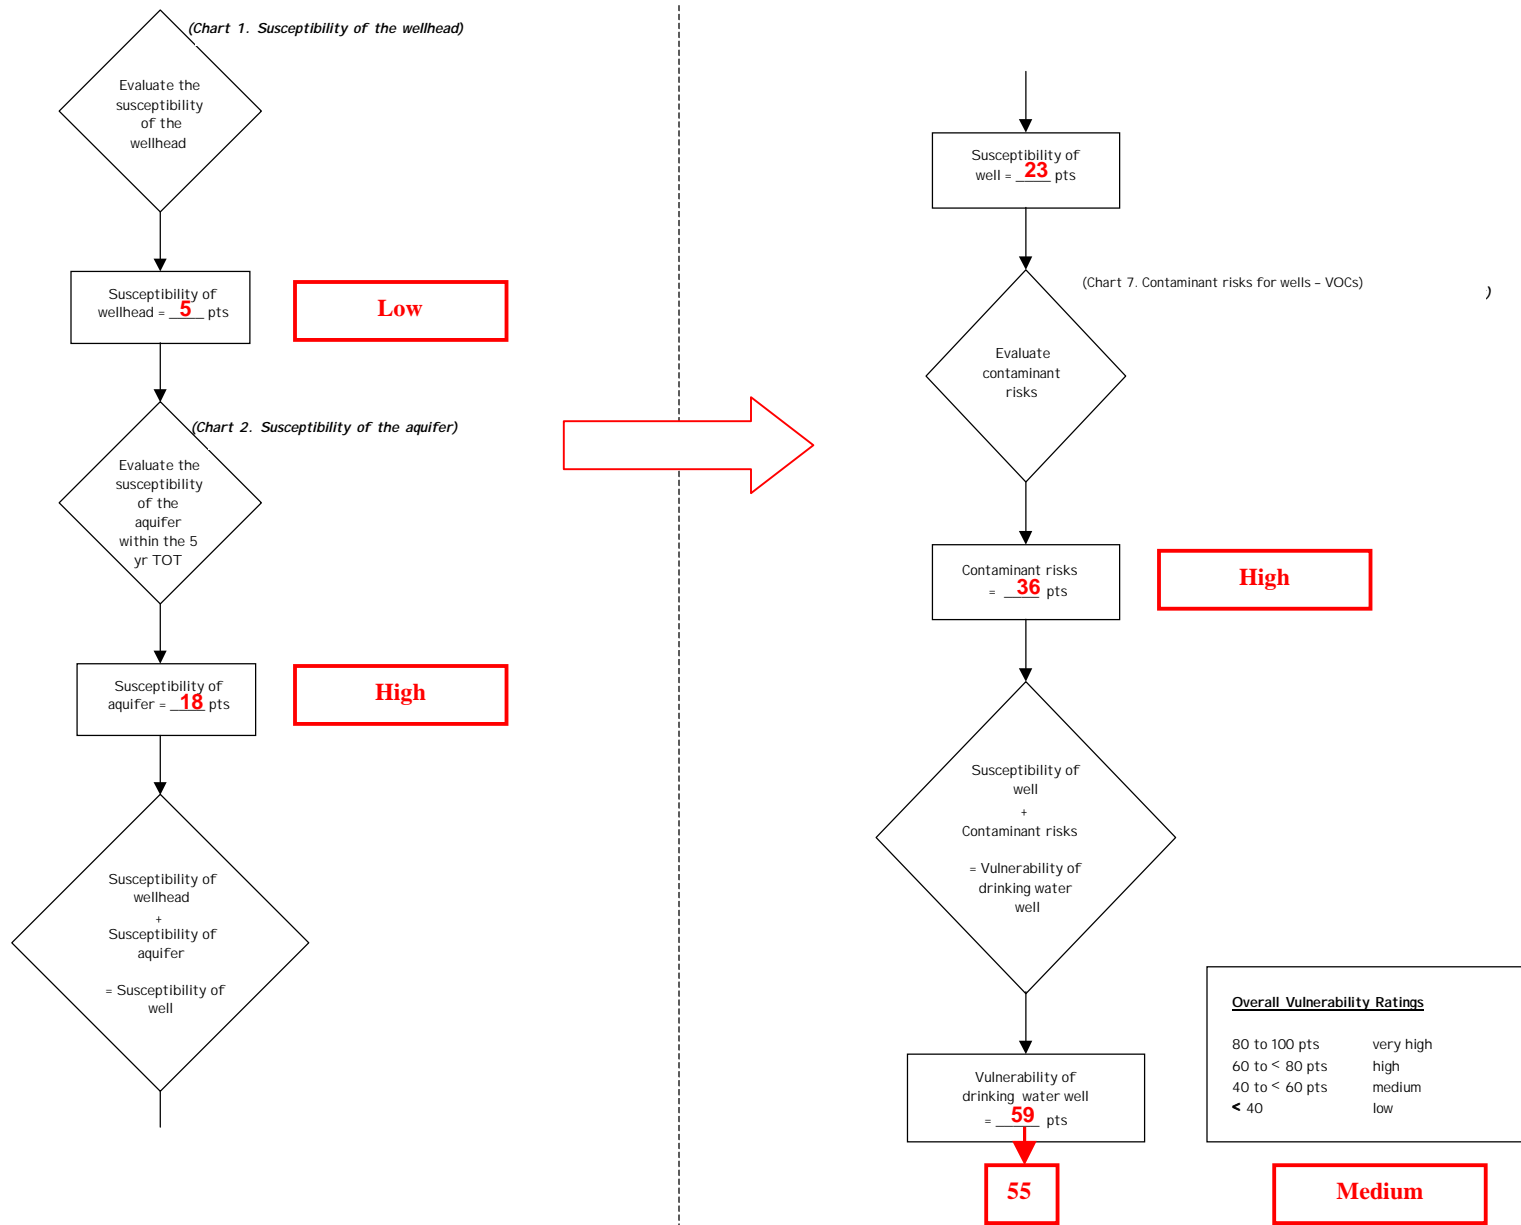 (Chart 1. Susceptibility of the wellhead)
Evaluate the
susceptibility
of the
wellhead
Susceptibility of
wellhead = 5 pts
Low
(Chart 2. Susceptibility of the aquifer)
Evaluate the
susceptibility
of the
aquifer
within the 5
yr TOT
Susceptibility of
aquifer = 18 pts
High
Susceptibility of
wellhead
+
Susceptibility of
aquifer
= Susceptibility of
well
Susceptibility of
well = 23 pts
(Chart 7. Contaminant risks for wells – VOCs)
)
Evaluate
contaminant
risks
Contaminant risks
= 36 pts
High
Susceptibility of
well
+
Contaminant risks
= Vulnerability of
drinking water
well
Vulnerability of
drinking water well
= 59 pts
55
Overall Vulnerability Ratings
80 to 100 pts very high
60 to < 80 pts high
40 to < 60 pts medium
< 40 low
Medium